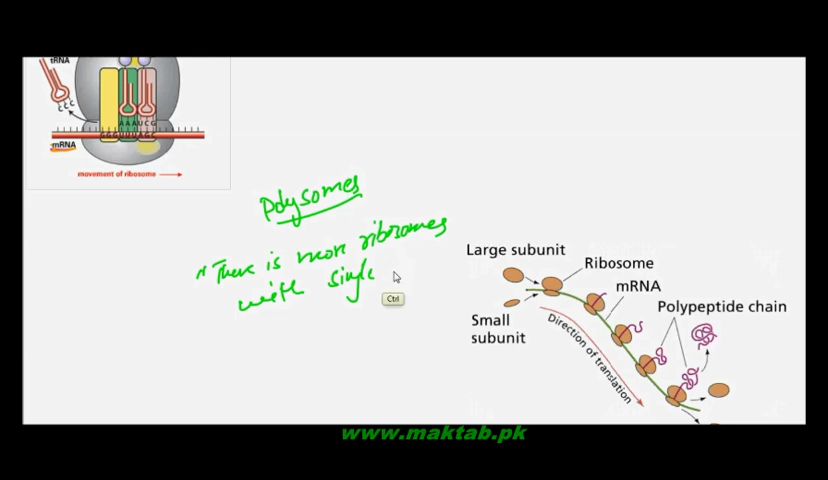 tRNA
AAAUCG
mRNA
movement of ribosome
Polysomes
" There is more ribosomes
with single
Ctrl
Large subunit
Ribosome
mRNA
Polypeptide chain
Small
subunit
Direction of translation
www.maktab.pk